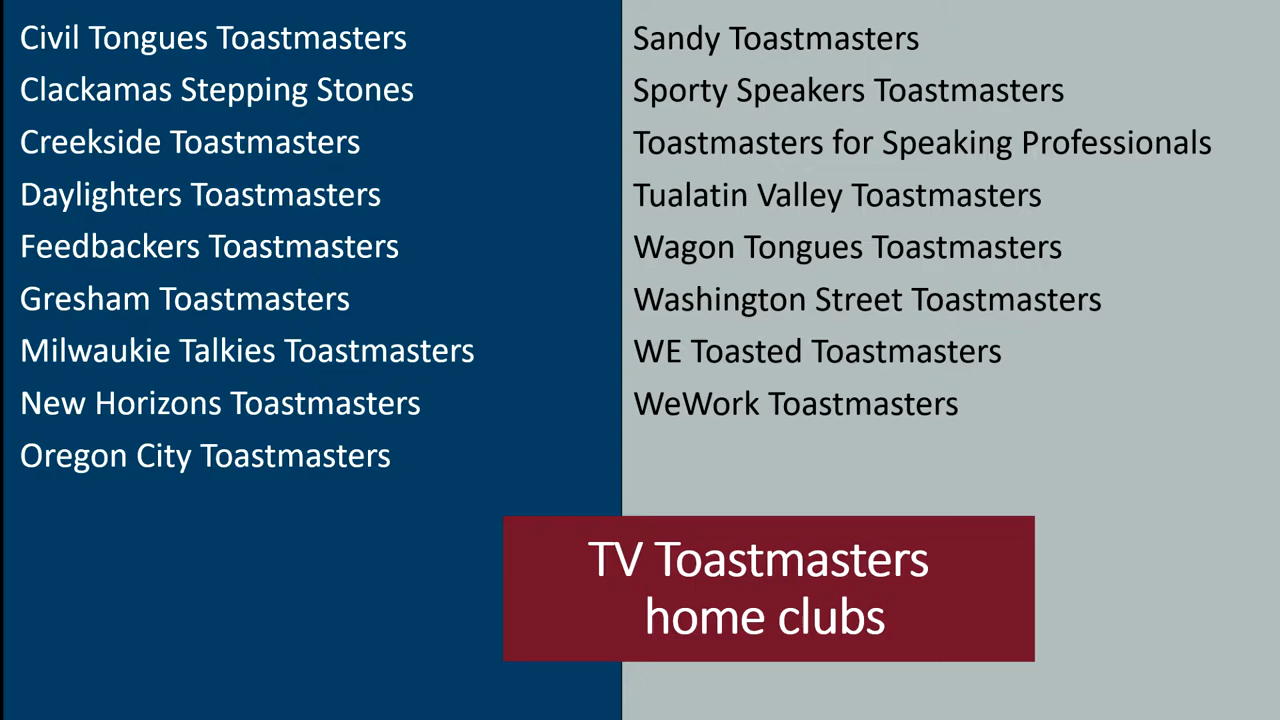 Civil Tongues Toastmasters
Clackamas Stepping Stones
Creekside Toastmasters
Daylighters Toastmasters
Feedbackers Toastmasters
Gresham Toastmasters
Milwaukie Talkies Toastmasters
New Horizons Toastmasters
Oregon City Toastmasters
Sandy Toastmasters
Sporty Speakers Toastmasters
Toastmasters for Speaking Professionals
Tualatin Valley Toastmasters
Wagon Tongues Toastmasters
Washington Street Toastmasters
WE Toasted Toastmasters
WeWork Toastmasters
TV Toastmasters
home clubs